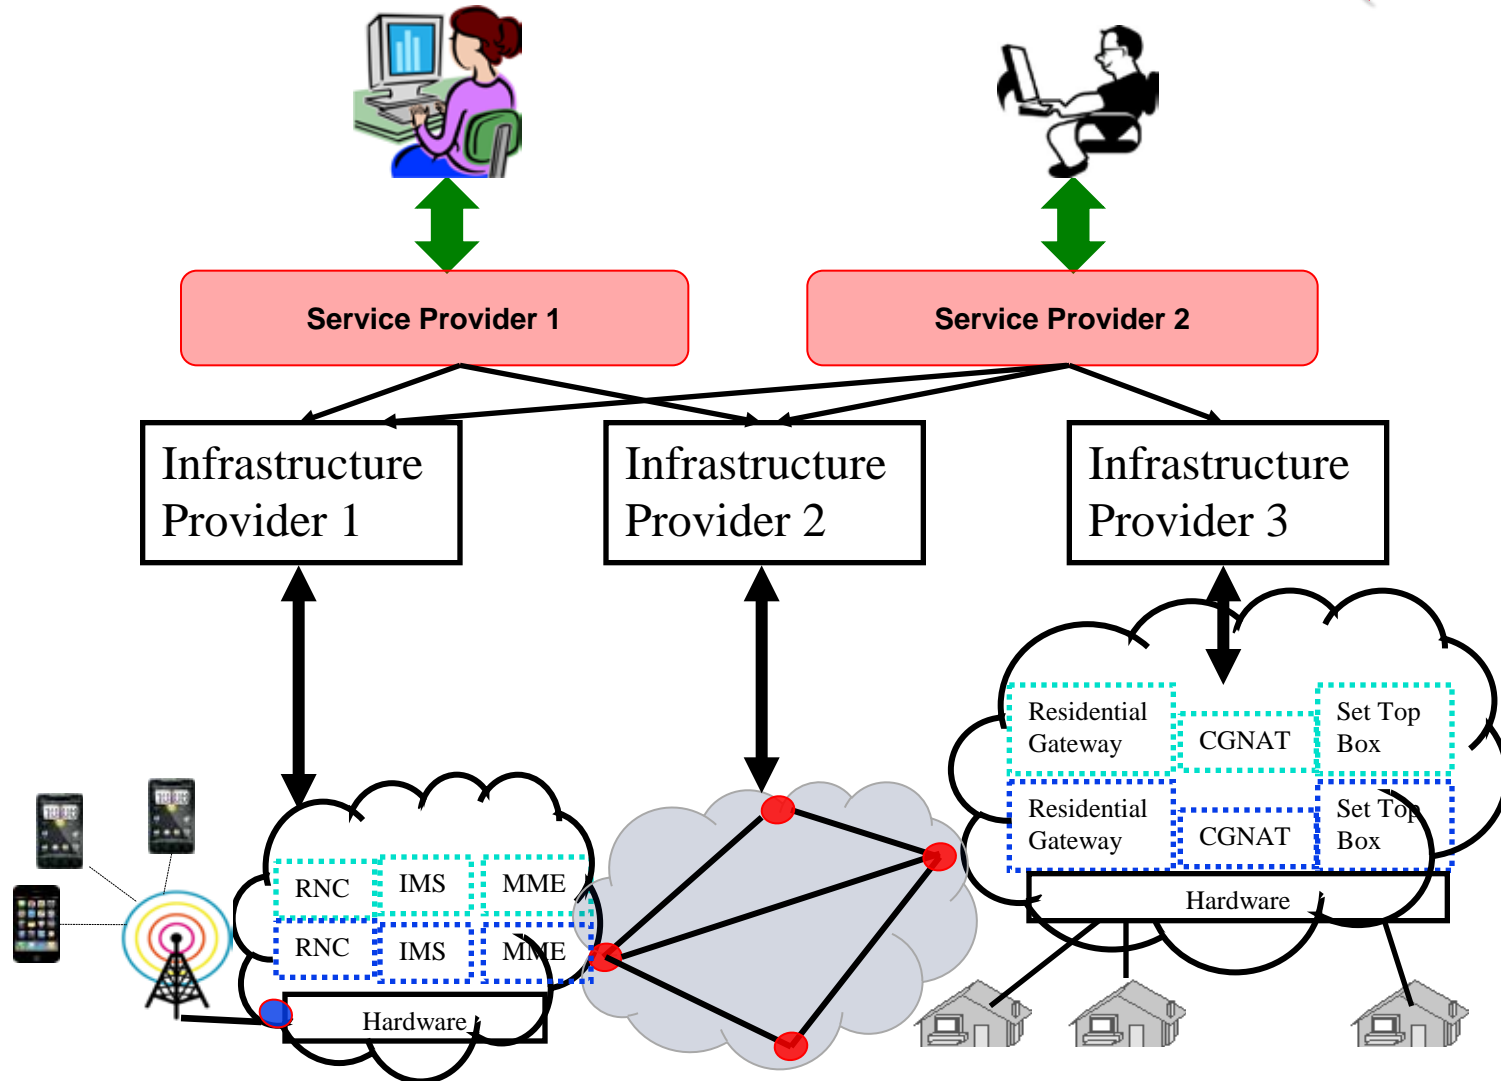 Service Provider 1
Service Provider 2
Infrastructure
Provider 1
Infrastructure
Provider 2
Infrastructure
Provider 3
Residential
Gateway
CGNAT
Set Top
Box
Residential
Gateway
CGNAT
Set Top
Box
Hardware
RNC
IMS
MME
RNC
IMS
MME
Hardware